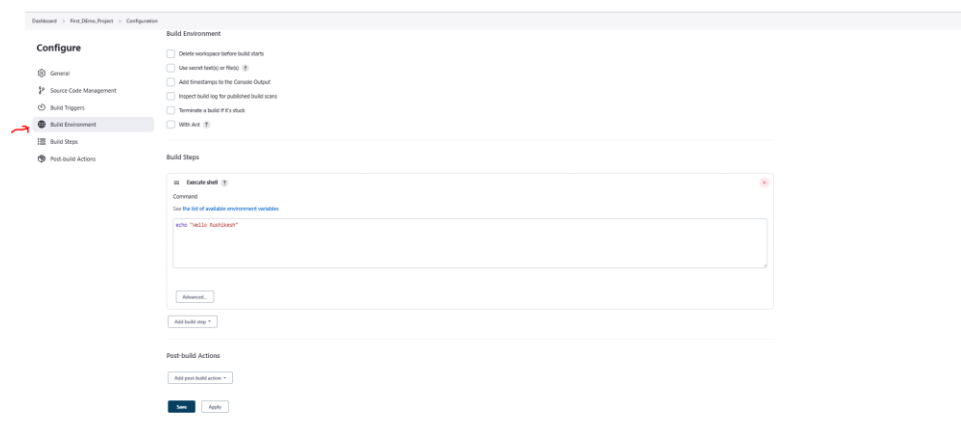 Dashboard > First_DEmo_Project > Configuration
Configure
General
Source Code Management
Build Triggers
Build Environment
Build Steps
Post-build Actions
Build Environment
Delete workspace before build starts
Use secret text(s) or file(s) ?
Add timestamps to the Console Output
Inspect build log for published build scans
Terminate a build if it's stuck
With Ant ?
Build Steps
Execute shell ?
Command
See the list of available environment variables
echo "Hello Rushikesh"
Advanced...
Add build step
Post-build Actions
Add post-build action
Save
Apply